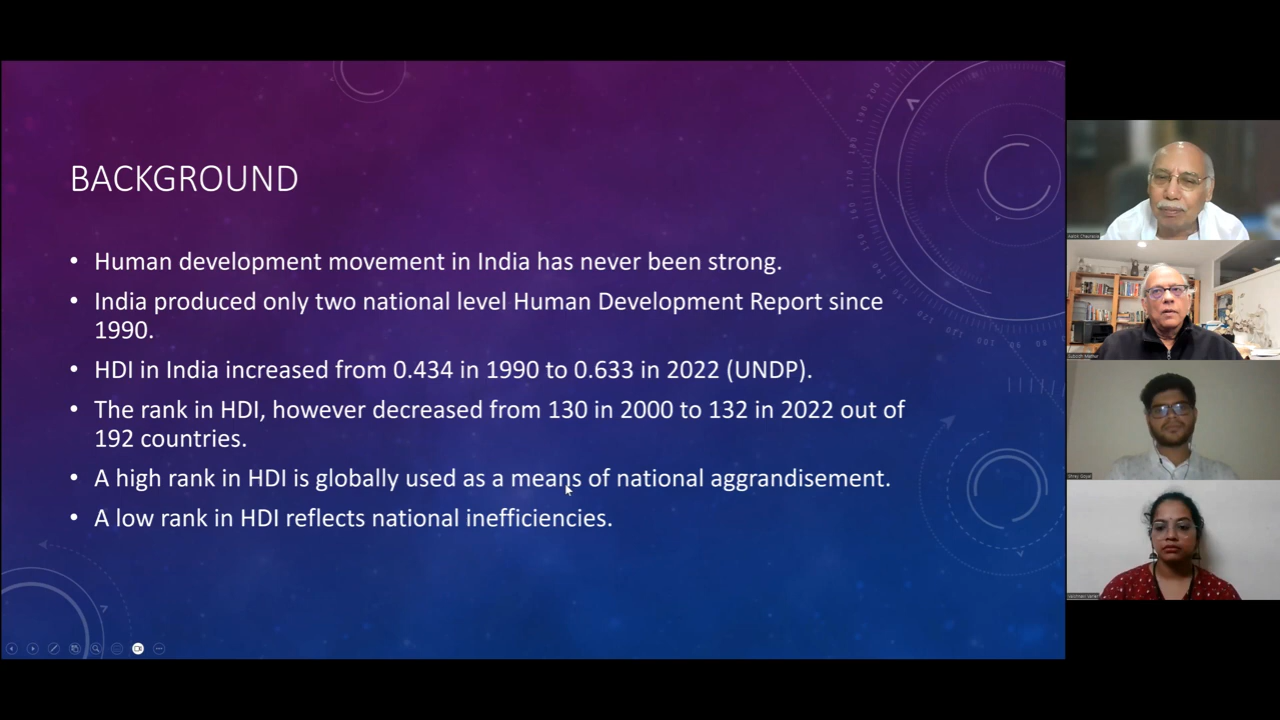 BACKGROUND
• Human development movement in India has never been strong.
• India produced only two national level Human Development Report since
1990.
• HDI in India increased from 0.434 in 1990 to 0.633 in 2022 (UNDP).
• The rank in HDI, however decreased from 130 in 2000 to 132 in 2022 out of
192 countries.
• A high rank in HDI is globally used as a means of national aggrandisement.
• A low rank in HDI reflects national inefficiencies.